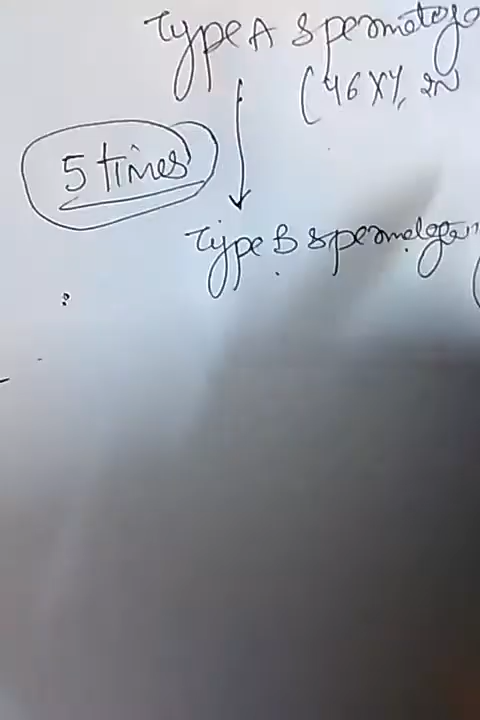 Type A spermatogo
(46 XY, 2N
5 times
Type B spermatogon
(